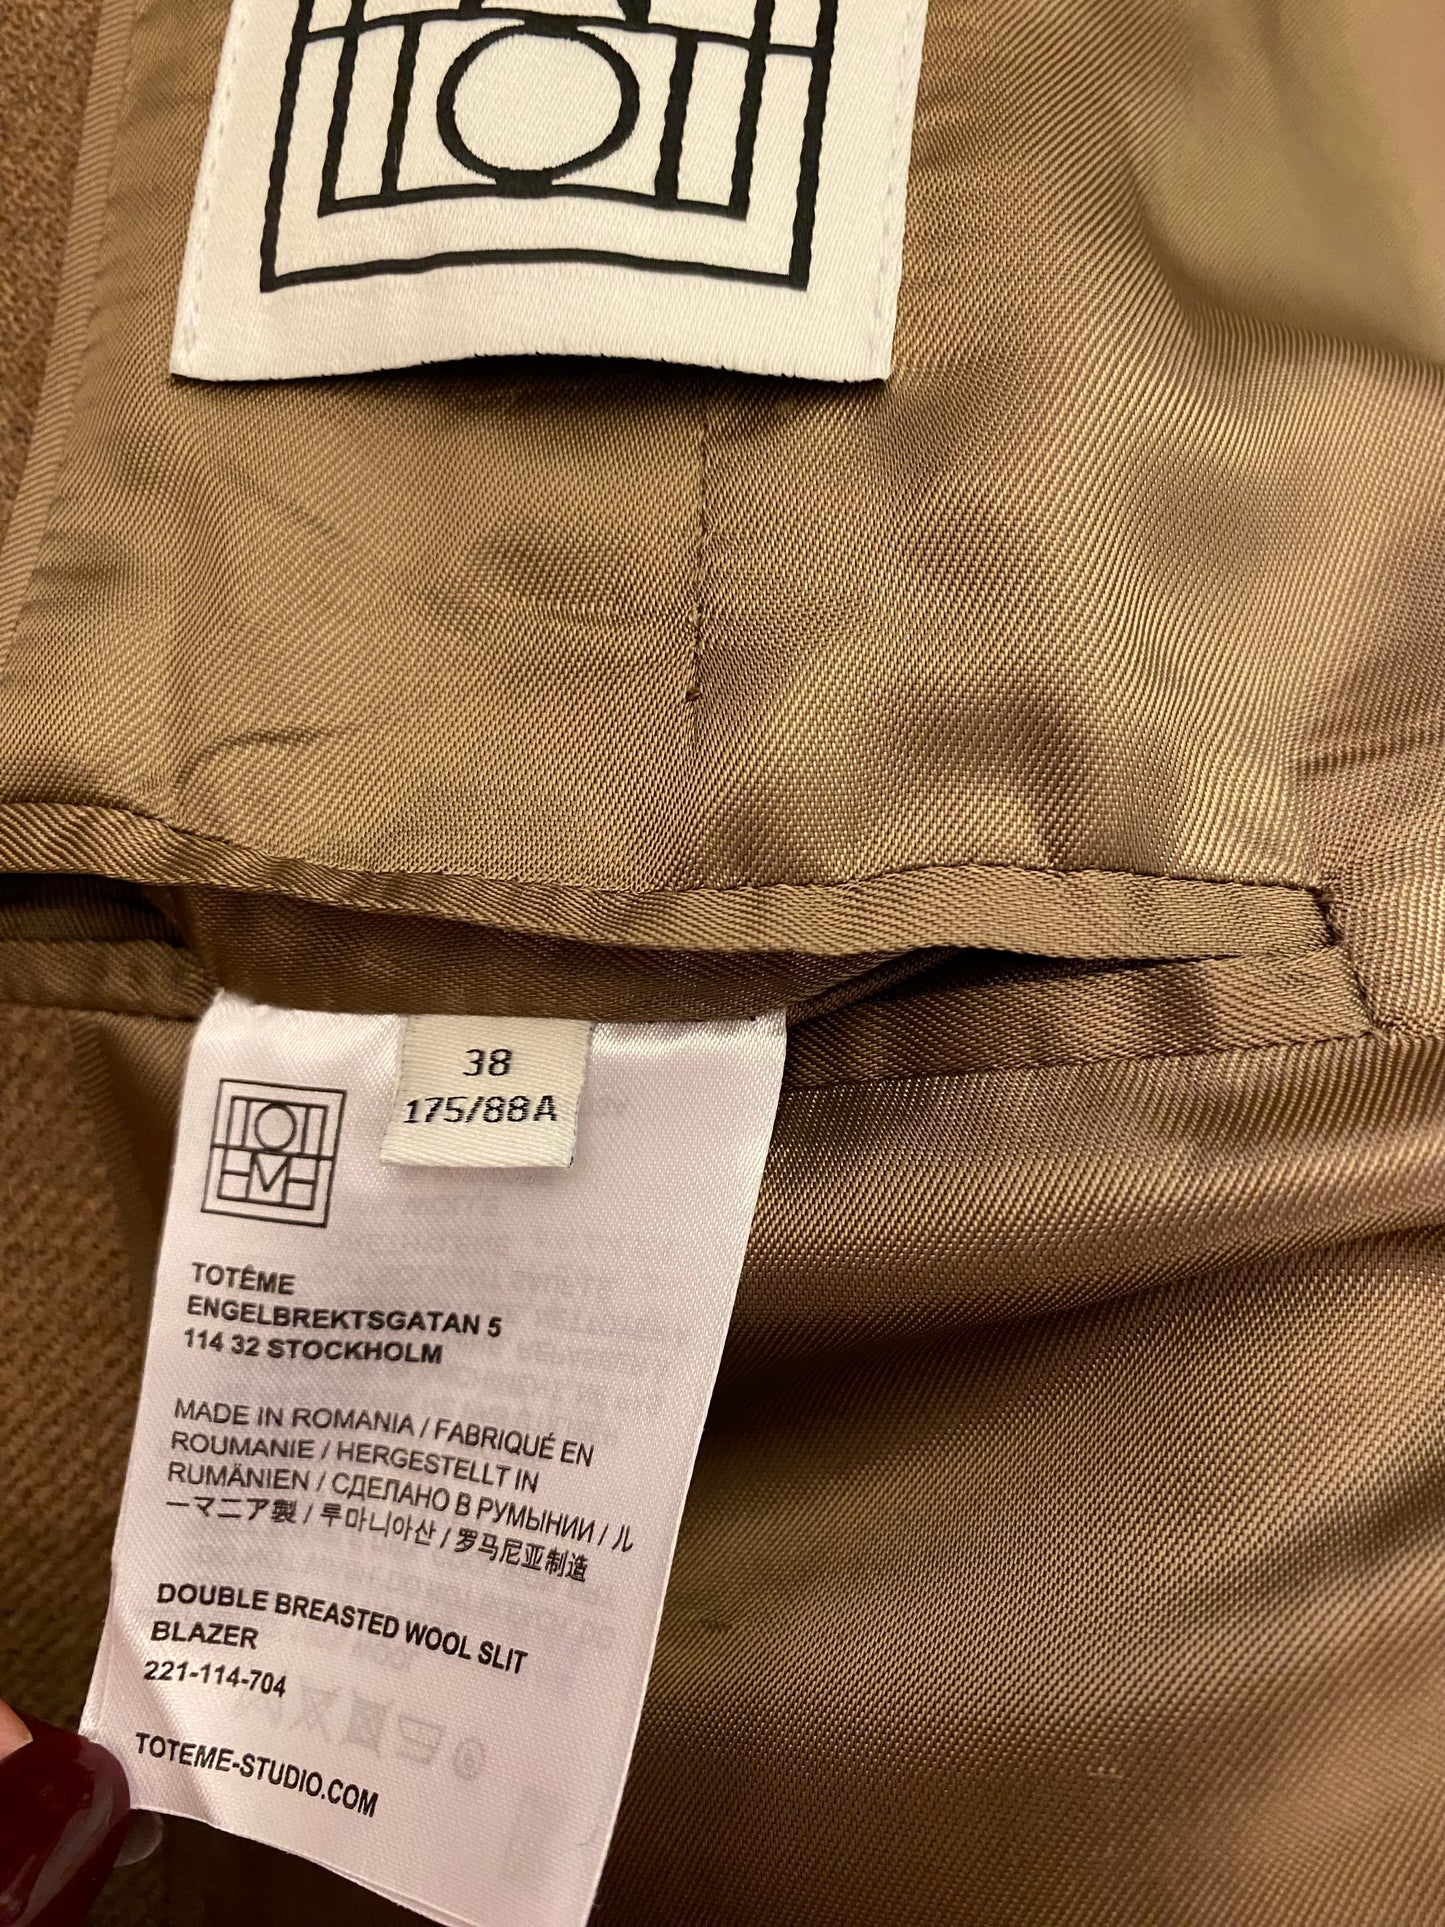 38
175/88A
TOTÊME
ENGELBREKTSGATAN 5
114 32 STOCKHOLM
MADE IN ROMANIA / FABRIQUÉ EN
ROUMANIE / HERGESTELLT IN
RUMÄNIEN / СДЕЛАНО В РУМЫНИИ / ル
ーマニア製 / 루마니아산 / 罗马尼亚制造
DOUBLE BREASTED WOOL SLIT
BLAZER
221-114-704
TOTEME-STUDIO.COM